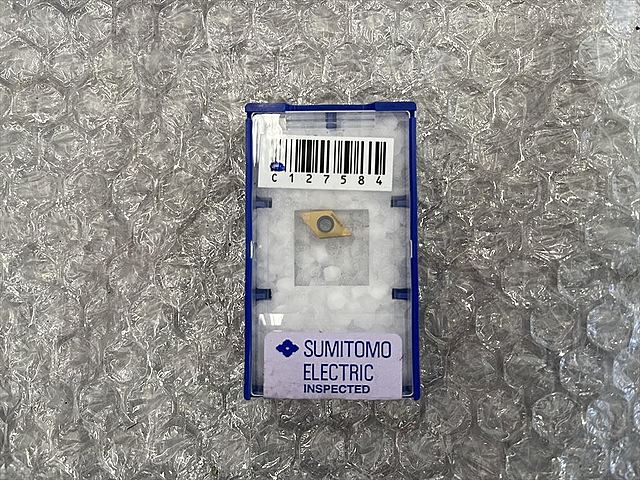 C127584
SUMITOMO
ELECTRIC
INSPECTED